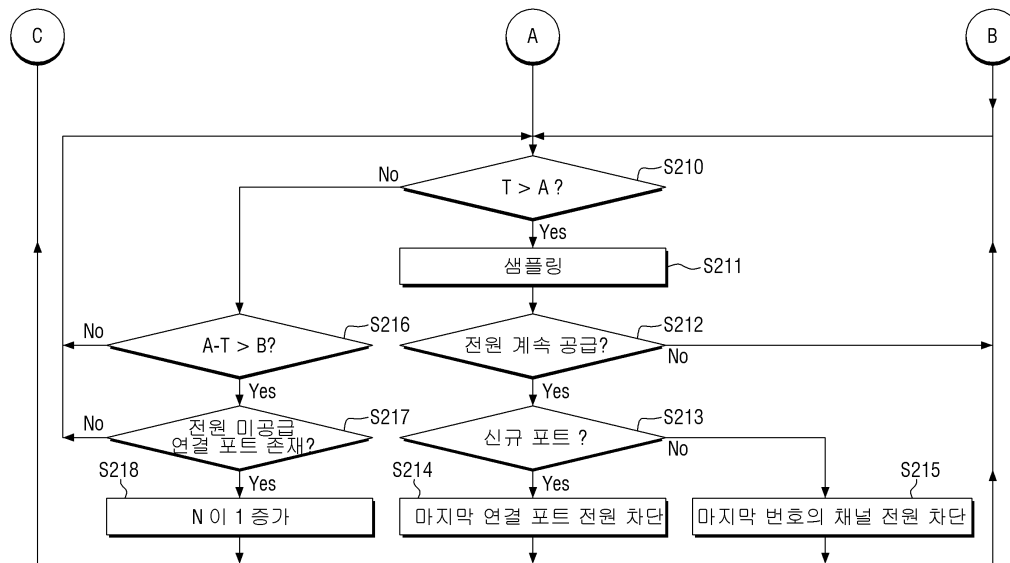 C
A
B
T > A ?
S210
No
Yes
샘플링
S211
A-T > B?
S216
No
Yes
전원 계속 공급?
S212
No
Yes
전원 미공급
연결 포트 존재?
S217
No
Yes
신규 포트 ?
S213
No
Yes
S218
N 이 1 증가
S214
마지막 연결 포트 전원 차단
S215
마지막 번호의 채널 전원 차단